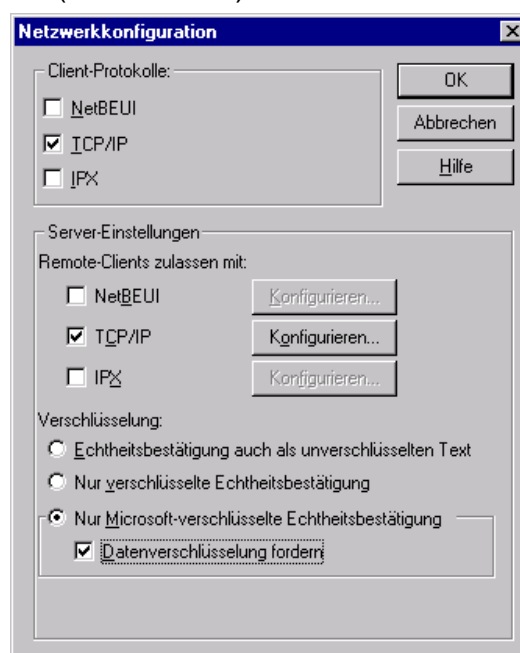 Netzwerkkonfiguration
Client-Protokolle:
NetBEUI
TCP/IP
IPX
OK
Abbrechen
Hilfe
Server-Einstellungen
Remote-Clients zulassen mit:
NetBEUI Konfigurieren...
TCP/IP Konfigurieren...
IPX Konfigurieren...
Verschlüsselung:
Echtheitsbestätigung auch als unverschlüsselten Text
Nur verschlüsselte Echtheitsbestätigung
Nur Microsoft-verschlüsselte Echtheitsbestätigung
Datenverschlüsselung fordern